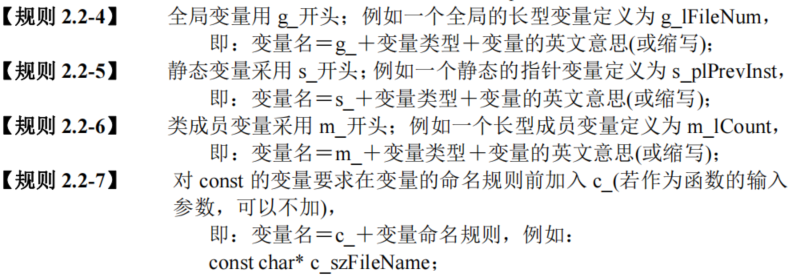 【规则 2.2-4】 全局变量用 g_开头；例如一个全局的长型变量定义为 g_lFileNum，
即：变量名＝g_＋变量类型＋变量的英文意思(或缩写)；
【规则 2.2-5】 静态变量采用 s_开头；例如一个静态的指针变量定义为 s_plPrevInst，
即：变量名＝s_＋变量类型＋变量的英文意思(或缩写)；
【规则 2.2-6】 类成员变量采用 m_开头；例如一个长型成员变量定义为 m_lCount，
即：变量名＝m_＋变量类型＋变量的英文意思(或缩写)；
【规则 2.2-7】 对 const 的变量要求在变量的命名规则前加入 c_(若作为函数的输入
参数，可以不加)，
即：变量名＝c_＋变量命名规则，例如：
const char* c_szFileName；